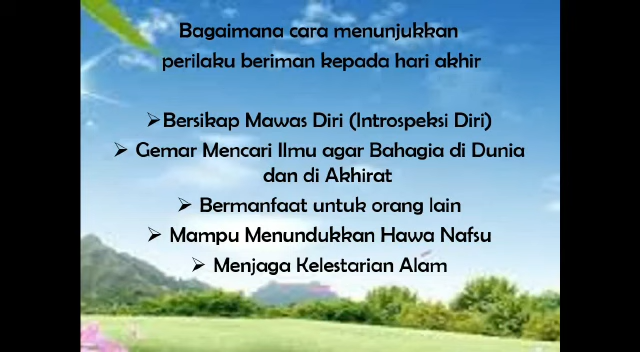 Bagaimana cara menunjukkan
perilaku beriman kepada hari akhir
➢Bersikap Mawas Diri (Introspeksi Diri)
➢ Gemar Mencari Ilmu agar Bahagia di Dunia
dan di Akhirat
➢ Bermanfaat untuk orang lain
➢ Mampu Menundukkan Hawa Nafsu
➢ Menjaga Kelestarian Alam